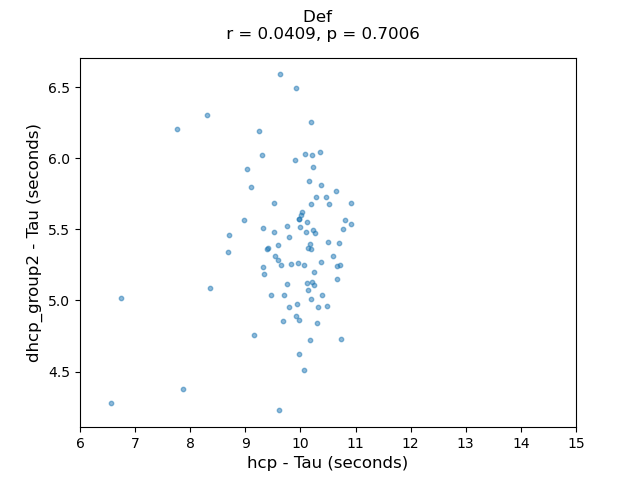 Def
r = 0.0409, p = 0.7006
dhcp_group2 - Tau (seconds)
6.5
6.0
5.5
5.0
4.5
6 7 8 9 10 11 12 13 14 15
hcp - Tau (seconds)